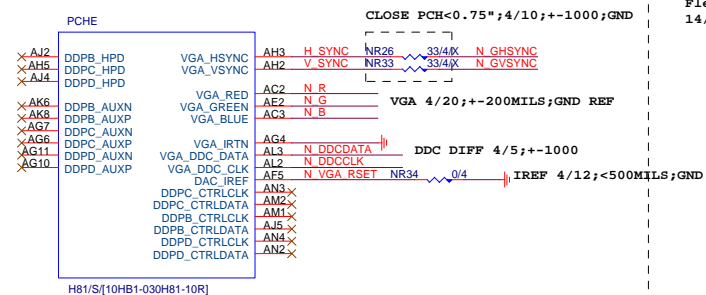 CLOSE PCH<0.75";4/10;+-1000;GND
PCHE
AJ2 DDPB_HPD VGA_HSYNC AH3 H_SYNC NR26 33/4/X N_GHSYNC
AH5 DDPC_HPD VGA_VSYNC AH2 V_SYNC NR33 33/4/X N_GVSYNC
AJ4 DDPD_HPD
VGA_RED AC2 N_R
AK6 DDPB_AUXN VGA_GREEN AE2 N_G VGA 4/20;+-200MILS;GND REF
AK8 DDPB_AUXP VGA_BLUE AC3 N_B
AG7 DDPC_AUXN
AG6 DDPC_AUXP VGA_IRTN AG4
AG11 DDPD_AUXN VGA_DDC_DATA AL3 N_DDCDATA DDC DIFF 4/5;+-1000
AG10 DDPD_AUXP VGA_DDC_CLK AL2 N_DDCCLK
DAC_IREF AF5 N_VGA_RSET NR34 0/4 IREF 4/12;<500MILS;GND
DDPC_CTRLCLK AN3
DDPC_CTRLDATA AM2
DDPB_CTRLCLK AM1
DDPB_CTRLDATA AJ5
DDPD_CTRLCLK AN4
DDPD_CTRLDATA AN2
H81/S/[10HB1-030H81-10R]